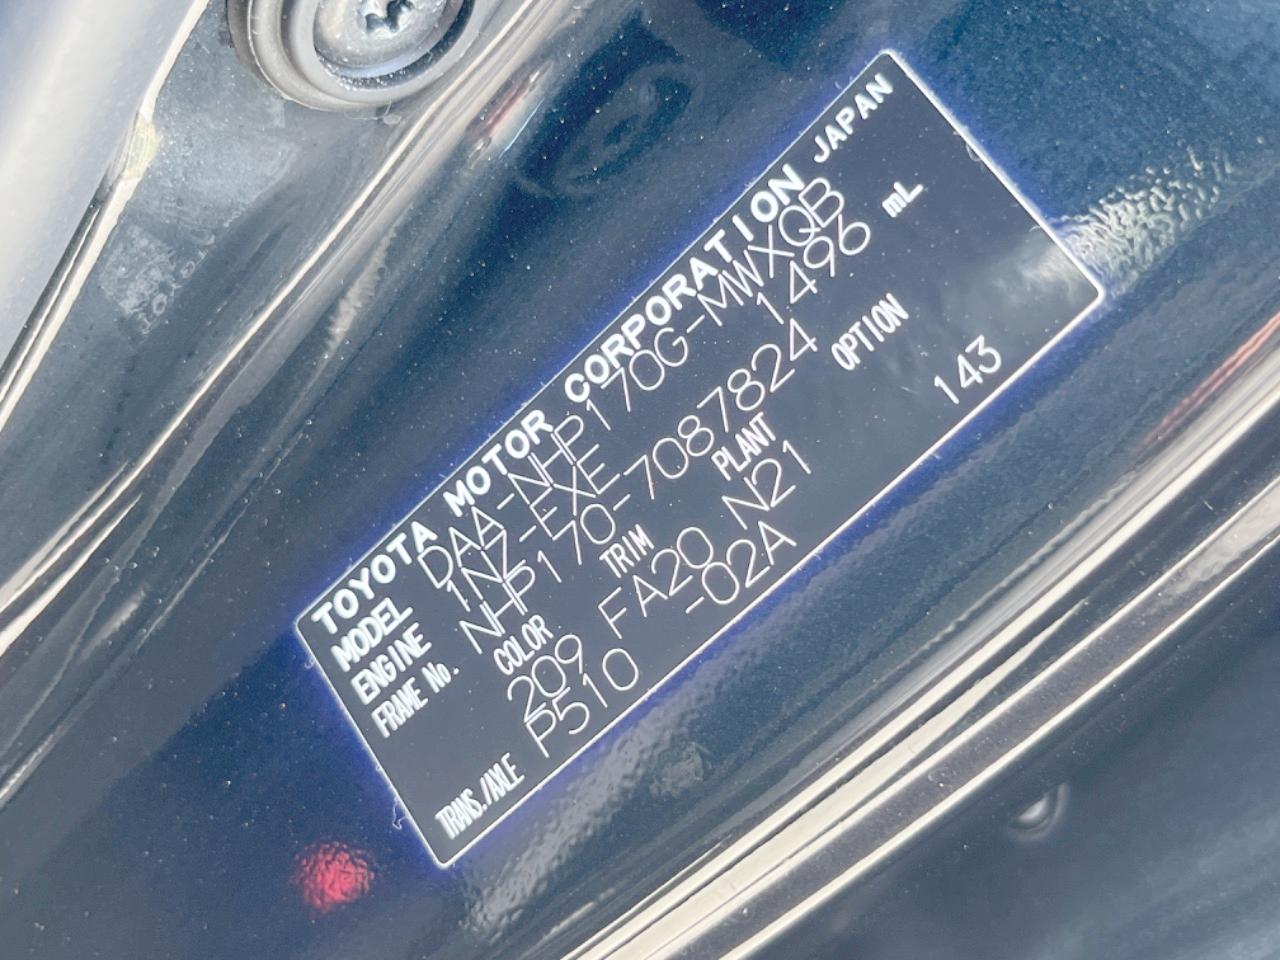 TOYOTA MOTOR CORPORATION JAPAN
MODEL DAA-NHP170G-MWXQB
ENGINE 1NZ-EXE 1496 mL
FRAME No. NHP170-7087824
COLOR TRIM PLANT OPTION
209 FA20 N21 143
TRANS./AXLE P510 -02A